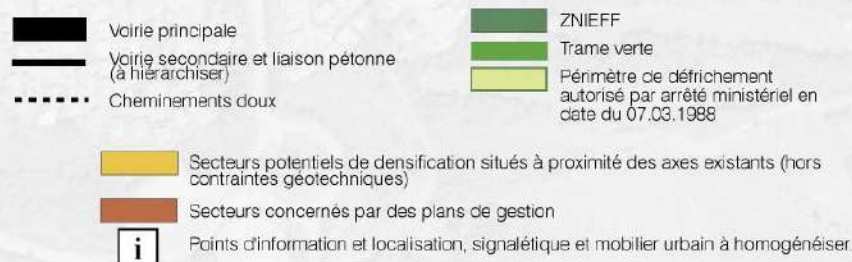 Voirie principale
Voirie secondaire et liaison pétonne
(à hiérarchiser)
Cheminements doux
ZNIEFF
Trame verte
Périmètre de défrichement
autorisé par arrêté ministériel en
date du 07.03.1988
Secteurs potentiels de densification situés à proximité des axes existants (hors
contraintes géotechniques)
Secteurs concernés par des plans de gestion
i
Points d'information et localisation, signalétique et mobilier urbain à homogénéiser.